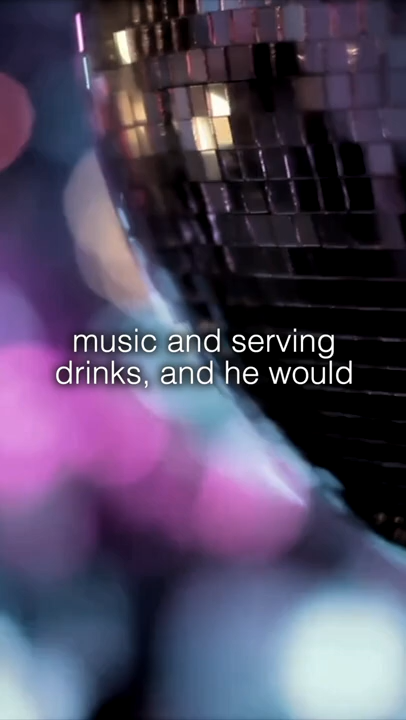 music and serving
drinks, and he would